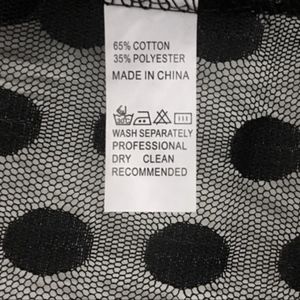 65% COTTON
35% POLYESTER
MADE IN CHINA
WASH SEPARATELY
PROFESSIONAL
DRY CLEAN
RECOMMENDED